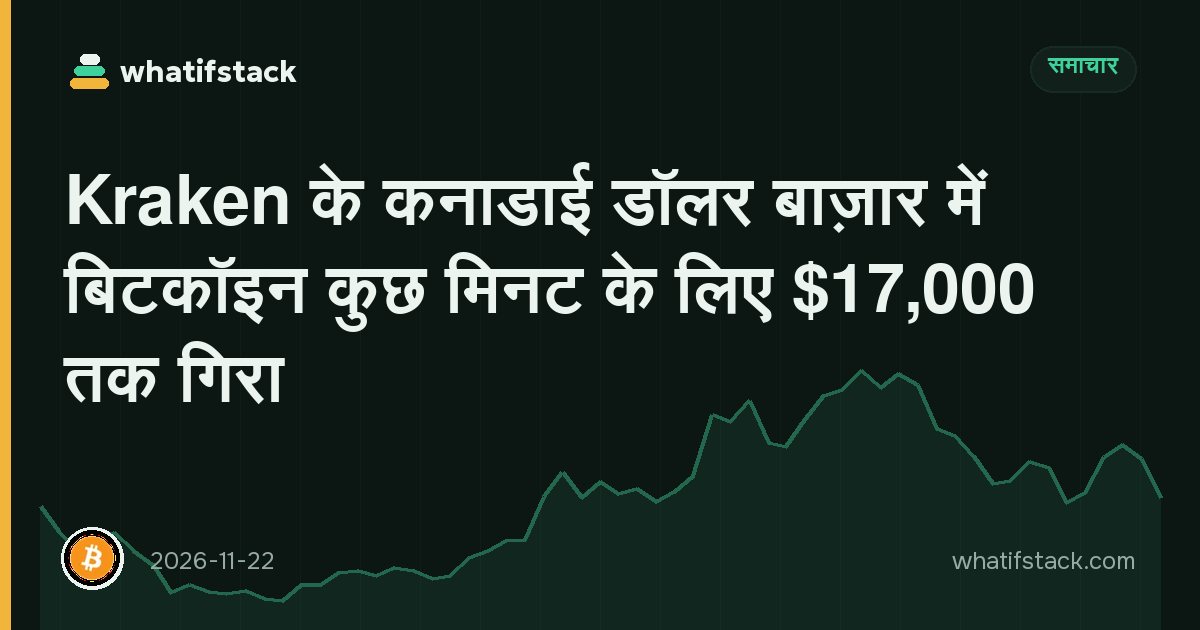 whatifstack
समाचार
Kraken के कनाडाई डॉलर बाज़ार में
बिटकॉइन कुछ मिनट के लिए $17,000
तक गिरा
2026-11-22
whatifstack.com